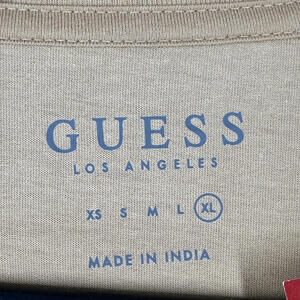 GUESS
LOS ANGELES
XS S M L XL
MADE IN INDIA